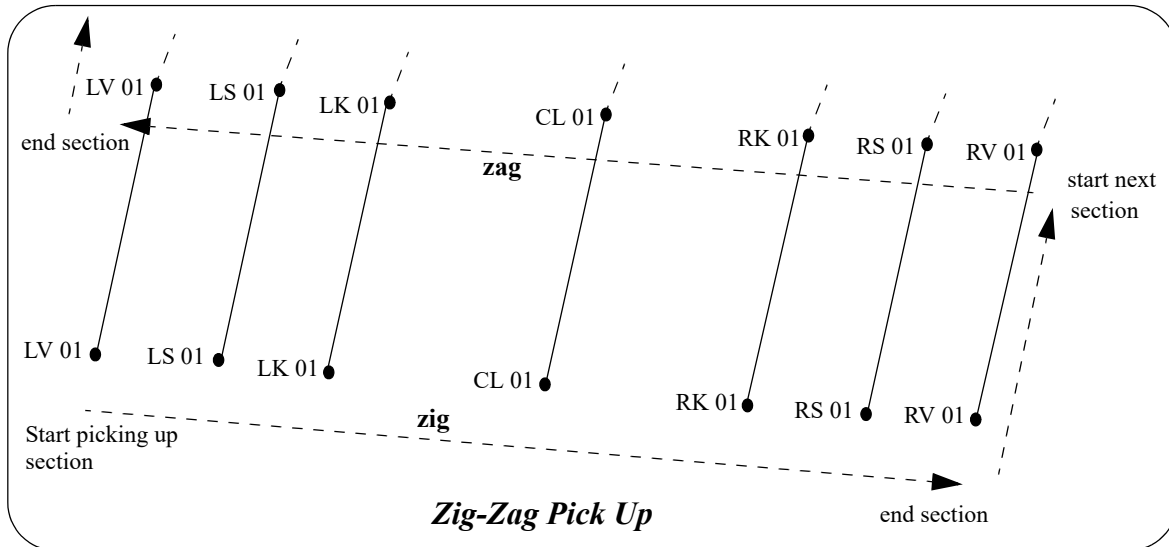 LV 01
LS 01
LK 01
CL 01
RK 01
RS 01
RV 01
end section
zag
start next
section
LV 01
LS 01
LK 01
CL 01
RK 01
RS 01
RV 01
zig
Start picking up
section
Zig-Zag Pick Up
end section